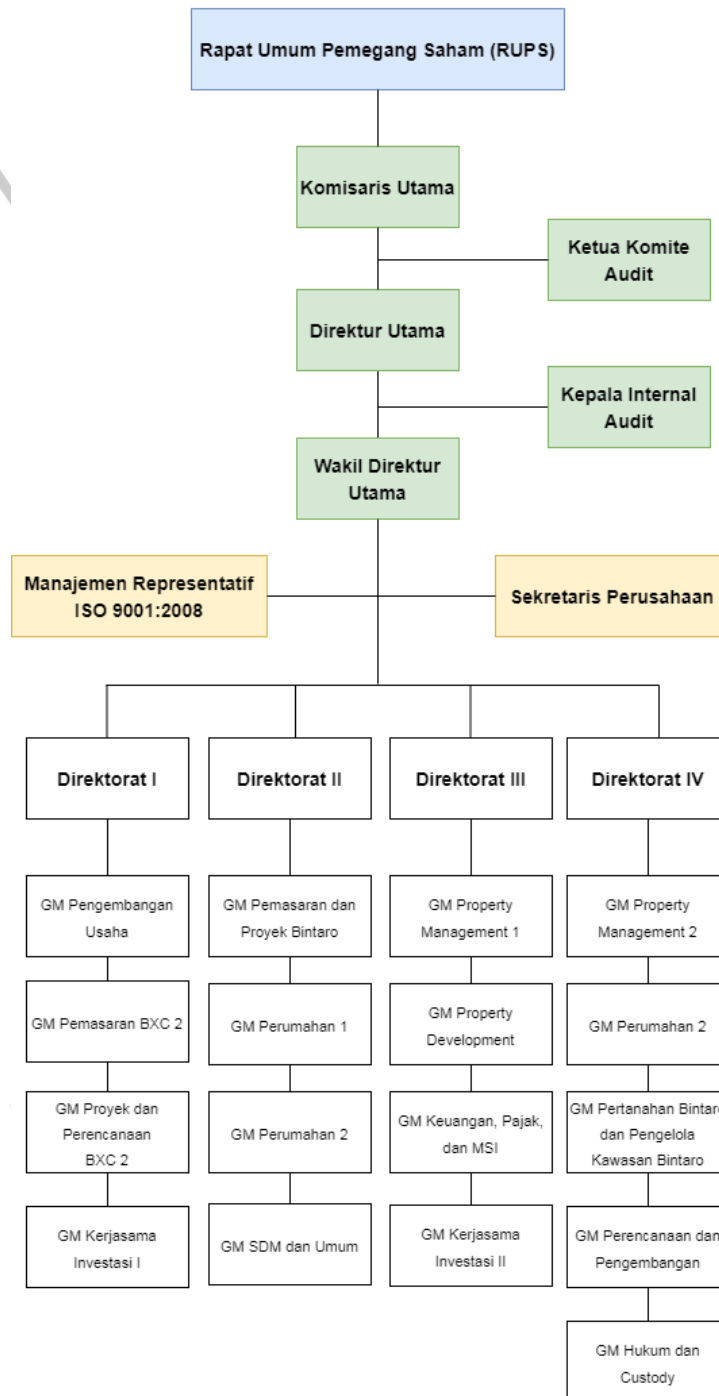 Rapat Umum Pemegang Saham (RUPS)
Komisaris Utama
Ketua Komite
Audit
Direktur Utama
Kepala Internal
Audit
Wakil Direktur
Utama
Manajemen Representatif
ISO 9001:2008
Sekretaris Perusahaan
Direktorat I
Direktorat II
Direktorat III
Direktorat IV
GM Pengembangan
Usaha
GM Pemasaran dan
Proyek Bintaro
GM Property
Management 1
GM Property
Management 2
GM Pemasaran BXC 2
GM Perumahan 1
GM Property
Development
GM Perumahan 2
GM Proyek dan
Perencanaan
BXC 2
GM Perumahan 2
GM Keuangan, Pajak,
dan MSI
GM Pertanahan Bintaro
dan Pengelola
Kawasan Bintaro
GM Kerjasama
Investasi I
GM SDM dan Umum
GM Kerjasama
Investasi II
GM Perencanaan dan
Pengembangan
GM Hukum dan
Custody